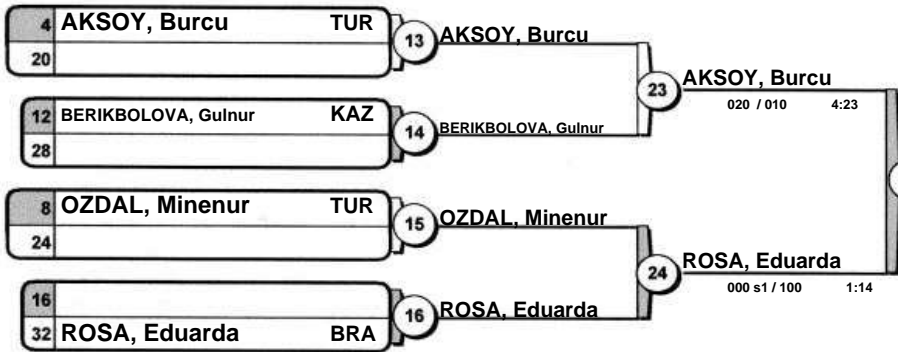 4 AKSOY, Burcu TUR
20
13 AKSOY, Burcu
12 BERIKBOLOVA, Gulnur KAZ
28
14 BERIKBOLOVA, Gulnur
23 AKSOY, Burcu
020 / 010 4:23
8 OZDAL, Minenur TUR
24
15 OZDAL, Minenur
16
32 ROSA, Eduarda BRA
16 ROSA, Eduarda
24 ROSA, Eduarda
000 s1 / 100 1:14